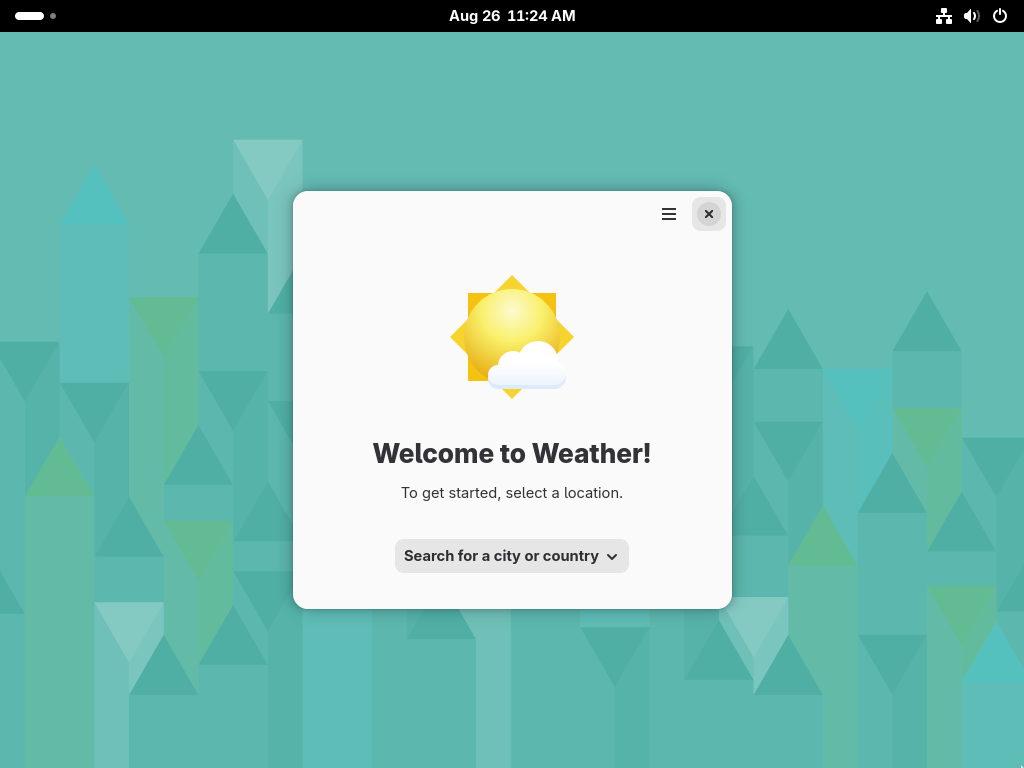 Aug 26 11:24 AM
Welcome to Weather!
To get started, select a location.
Search for a city or country